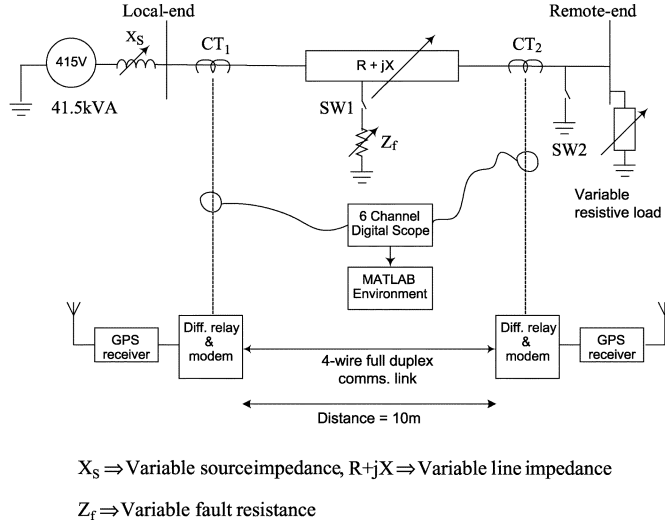 Local-end
Remote-end
X_S
CT₁
CT₂
415V
R + jX
41.5kVA
SW1
SW2
Z_f
Variable
resistive load
6 Channel
Digital Scope
MATLAB
Environment
GPS
receiver
Diff. relay
&
modem
4-wire full duplex
comms. link
Diff. relay
&
modem
GPS
receiver
Distance = 10m
X_S ⇒ Variable sourceimpedance, R+jX ⇒ Variable line impedance
Z_f ⇒ Variable fault resistance